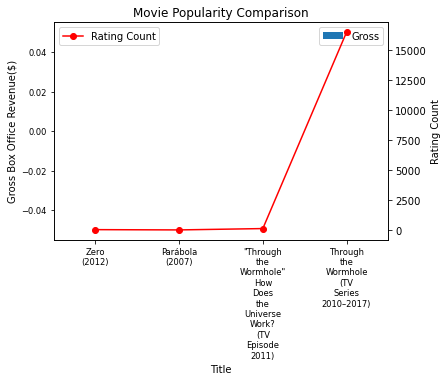 Movie Popularity Comparison
Rating Count
Gross
Gross Box Office Revenue($)
0.04
0.02
0.00
−0.02
−0.04
Rating Count
15000
12500
10000
7500
5000
2500
0
Zero
(2012)
Parábola
(2007)
"Through
the
Wormhole"
How
Does
the
Universe
Work?
(TV
Episode
2011)
Through
the
Wormhole
(TV
Series
2010–2017)
Title